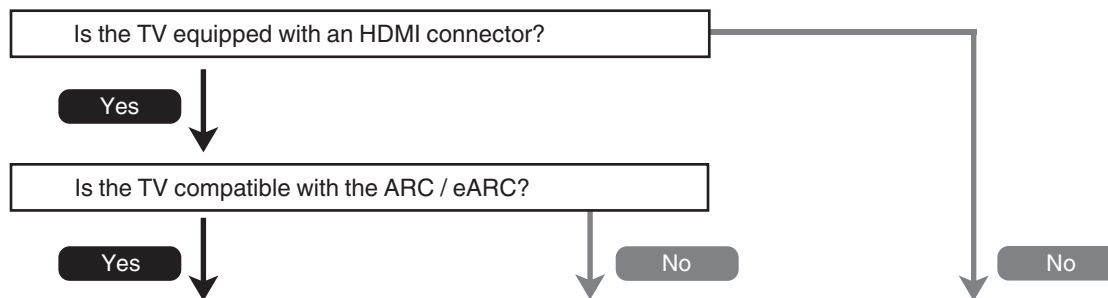 Is the TV equipped with an HDMI connector?
Yes
Is the TV compatible with the ARC / eARC?
Yes
No
No